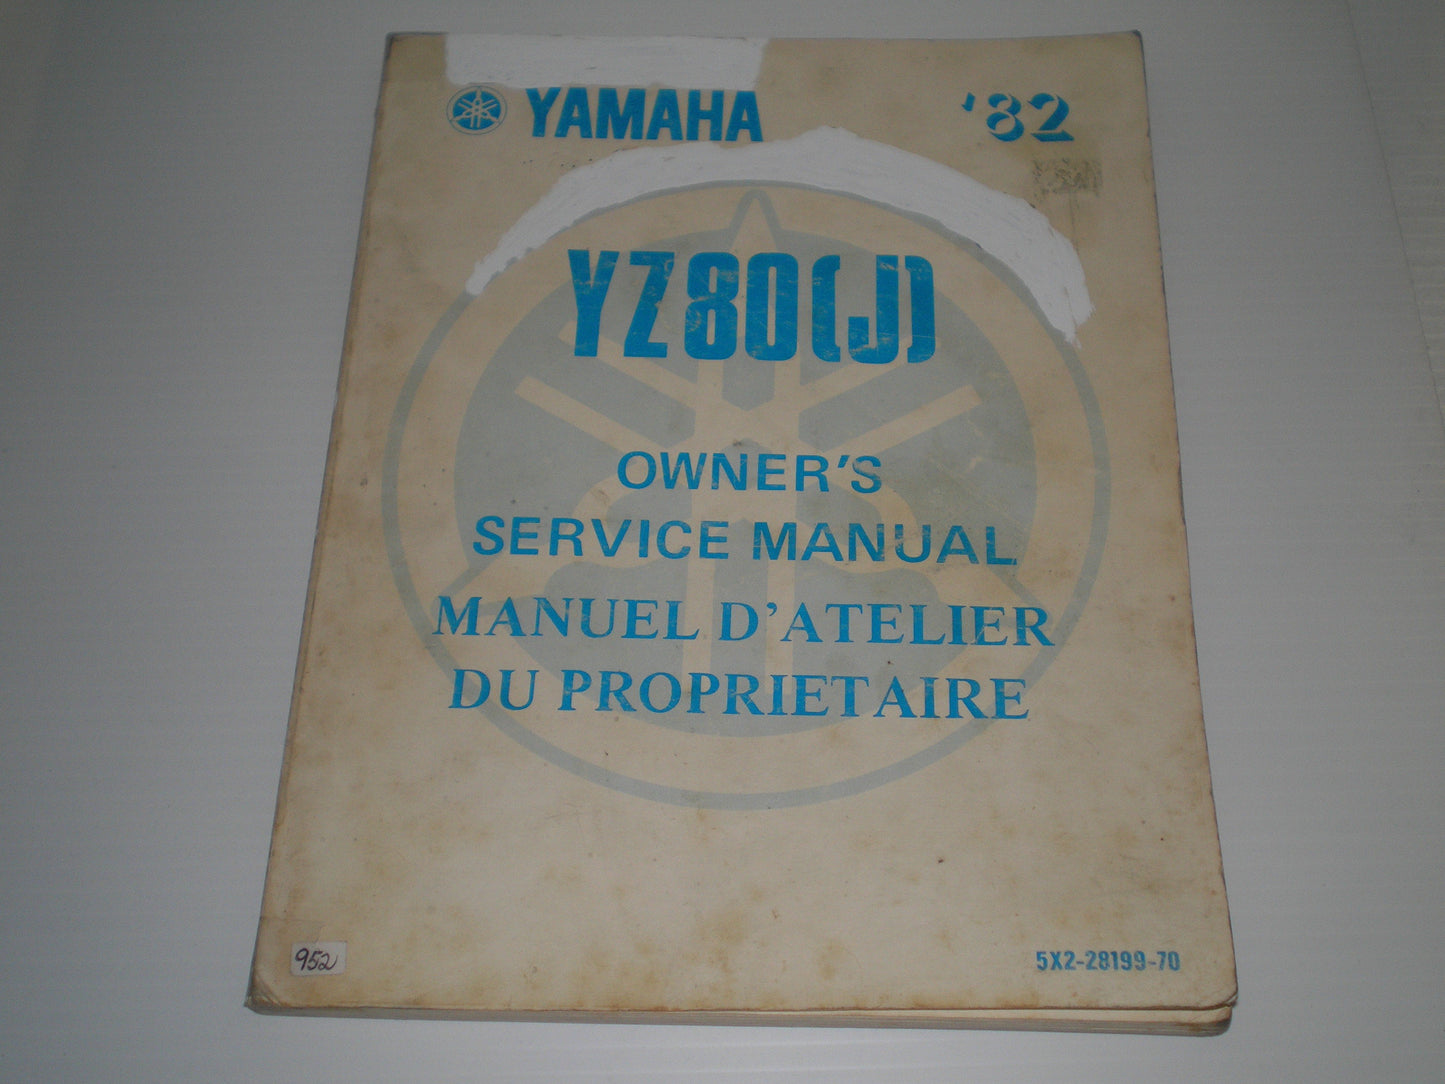 YAMAHA '82
YZ80(J)
OWNER'S
SERVICE MANUAL
MANUEL D'ATELIER
DU PROPRIETAIRE
952
5X2-28199-70